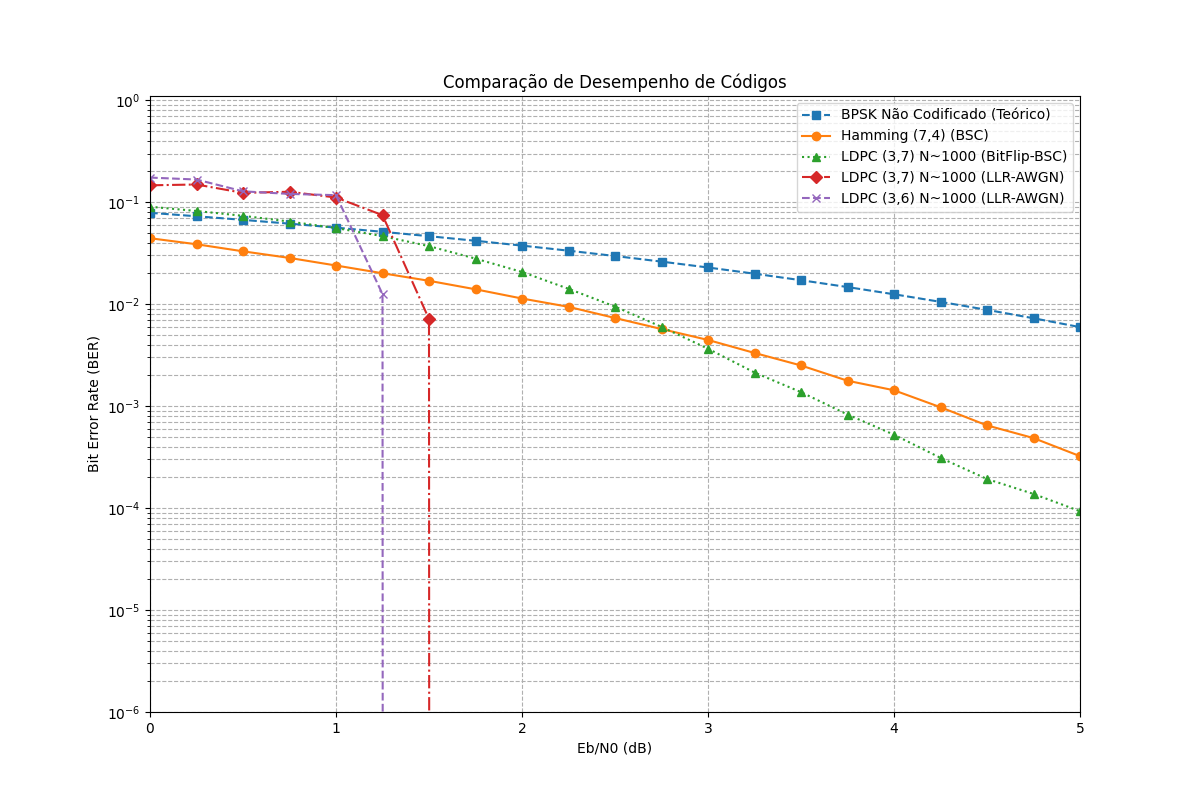 Comparação de Desempenho de Códigos
BPSK Não Codificado (Teórico)
Hamming (7,4) (BSC)
LDPC (3,7) N~1000 (BitFlip-BSC)
LDPC (3,7) N~1000 (LLR-AWGN)
LDPC (3,6) N~1000 (LLR-AWGN)
Bit Error Rate (BER)
10^0
10^-1
10^-2
10^-3
10^-4
10^-5
10^-6
0 1 2 3 4 5
Eb/N0 (dB)